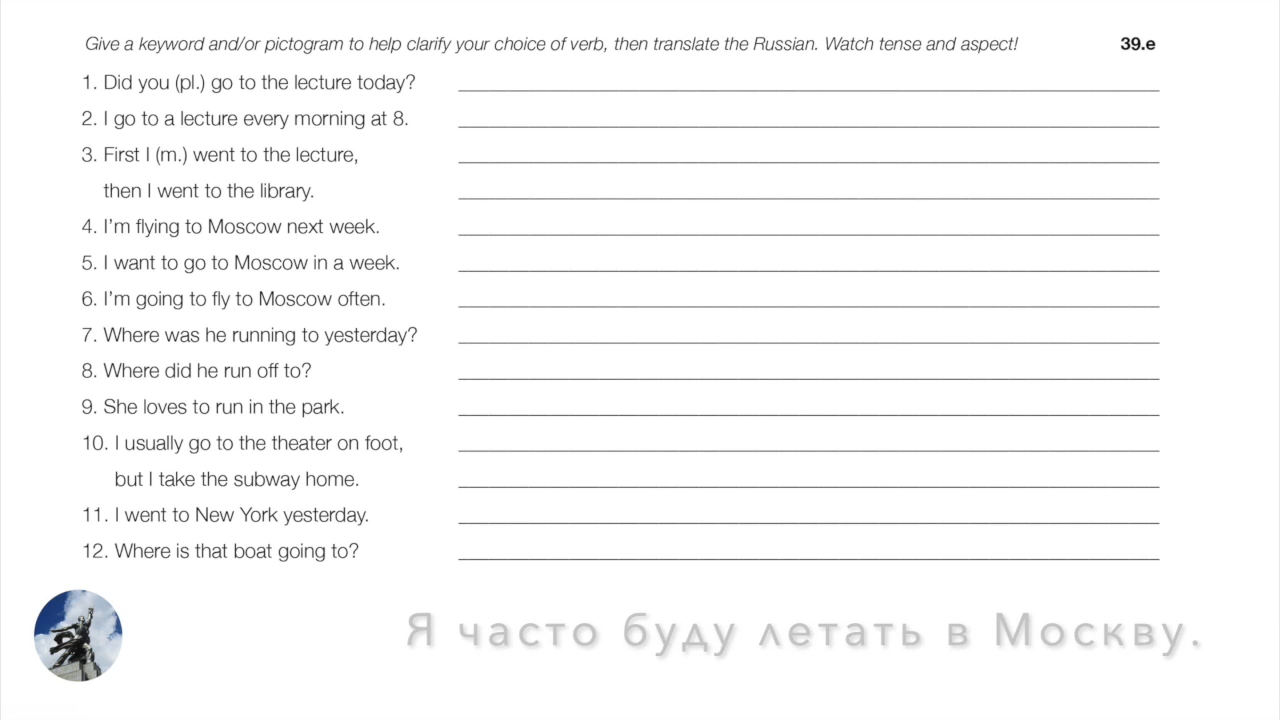 Give a keyword and/or pictogram to help clarify your choice of verb, then translate the Russian. Watch tense and aspect! 39.e
1. Did you (pl.) go to the lecture today?
2. I go to a lecture every morning at 8.
3. First I (m.) went to the lecture,
then I went to the library.
4. I’m flying to Moscow next week.
5. I want to go to Moscow in a week.
6. I’m going to fly to Moscow often.
7. Where was he running to yesterday?
8. Where did he run off to?
9. She loves to run in the park.
10. I usually go to the theater on foot,
but I take the subway home.
11. I went to New York yesterday.
12. Where is that boat going to?
Я часто буду летать в Москву.